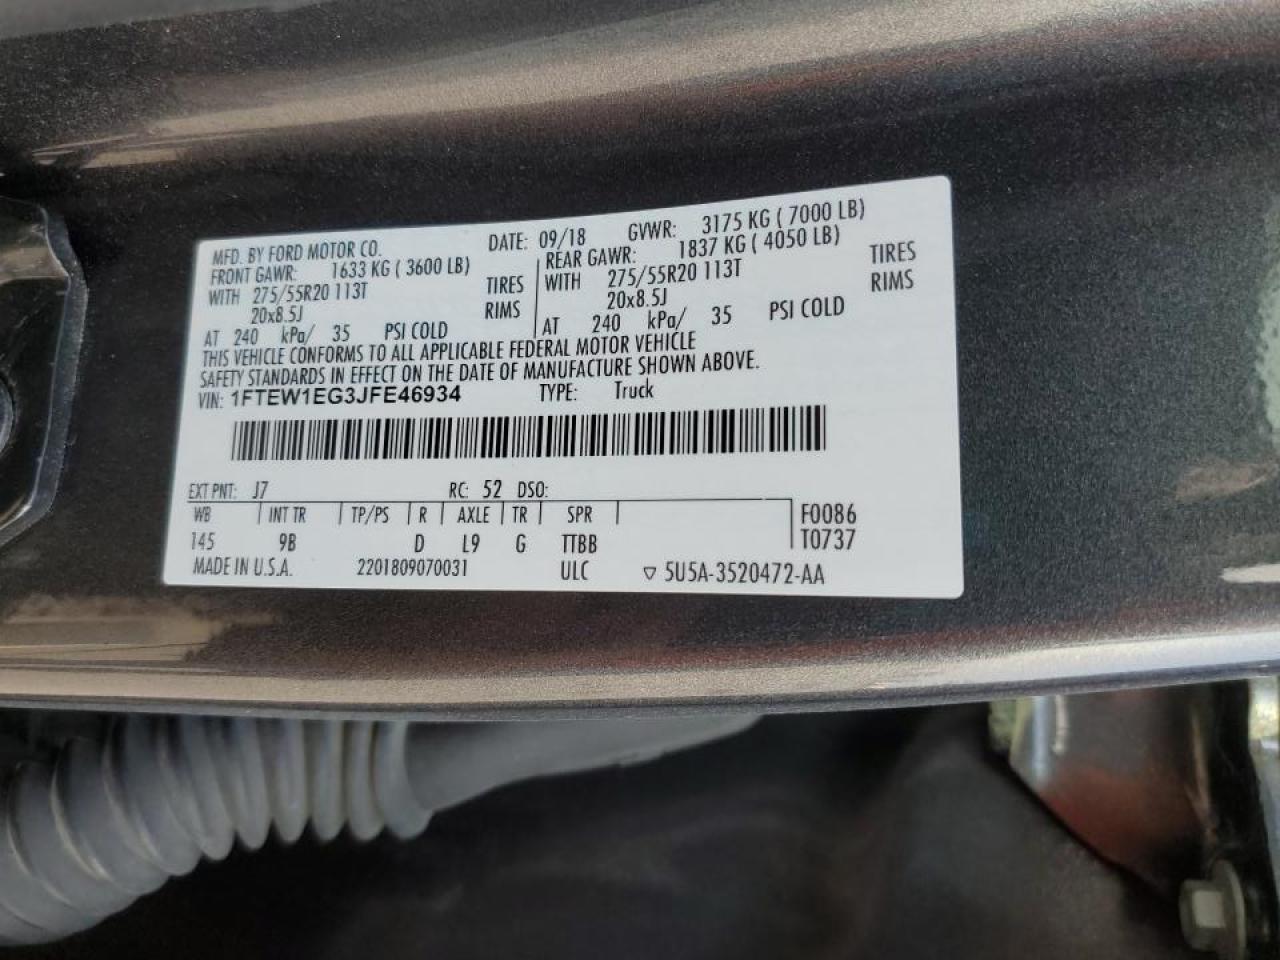 MFD. BY FORD MOTOR CO. DATE: 09/18 GVWR: 3175 KG ( 7000 LB)
FRONT GAWR: 1633 KG ( 3600 LB) REAR GAWR: 1837 KG ( 4050 LB)
WITH 275/55R20 113T TIRES WITH 275/55R20 113T TIRES
20x8.5J RIMS 20x8.5J RIMS
AT 240 kPa/ 35 PSI COLD AT 240 kPa/ 35 PSI COLD
THIS VEHICLE CONFORMS TO ALL APPLICABLE FEDERAL MOTOR VEHICLE
SAFETY STANDARDS IN EFFECT ON THE DATE OF MANUFACTURE SHOWN ABOVE.
VIN: 1FTEW1EG3JFE46934 TYPE: Truck
EXT PNT: J7 RC: 52 DSO:
WB INT TR TP/PS R AXLE TR SPR F0086
145 9B D L9 G TTBB T0737
MADE IN U.S.A. 2201809070031 ULC ▽ 5U5A-3520472-AA